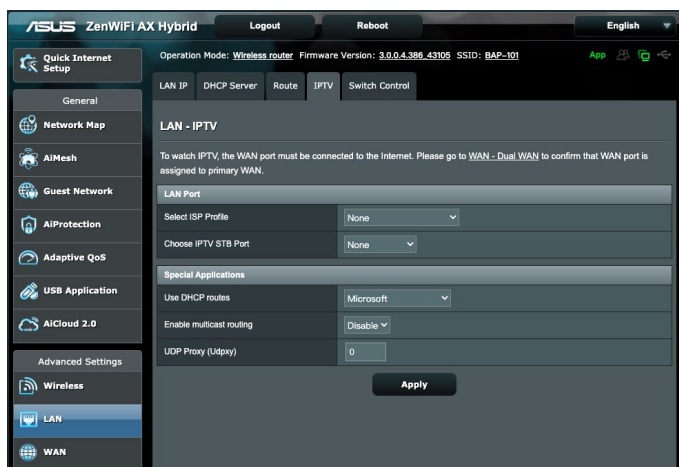 ASUS ZenWiFi AX Hybrid Logout Reboot English
Quick Internet Setup
Operation Mode: Wireless router Firmware Version: 3.0.0.4.386_43105 SSID: BAP-101 App
LAN IP DHCP Server Route IPTV Switch Control
General
Network Map
AiMesh
Guest Network
AiProtection
Adaptive QoS
USB Application
AiCloud 2.0
Advanced Settings
Wireless
LAN
WAN
LAN - IPTV
To watch IPTV, the WAN port must be connected to the Internet. Please go to WAN - Dual WAN to confirm that WAN port is
assigned to primary WAN.
LAN Port
Select ISP Profile None
Choose IPTV STB Port None
Special Applications
Use DHCP routes Microsoft
Enable multicast routing Disable
UDP Proxy (Udpxy) 0
Apply